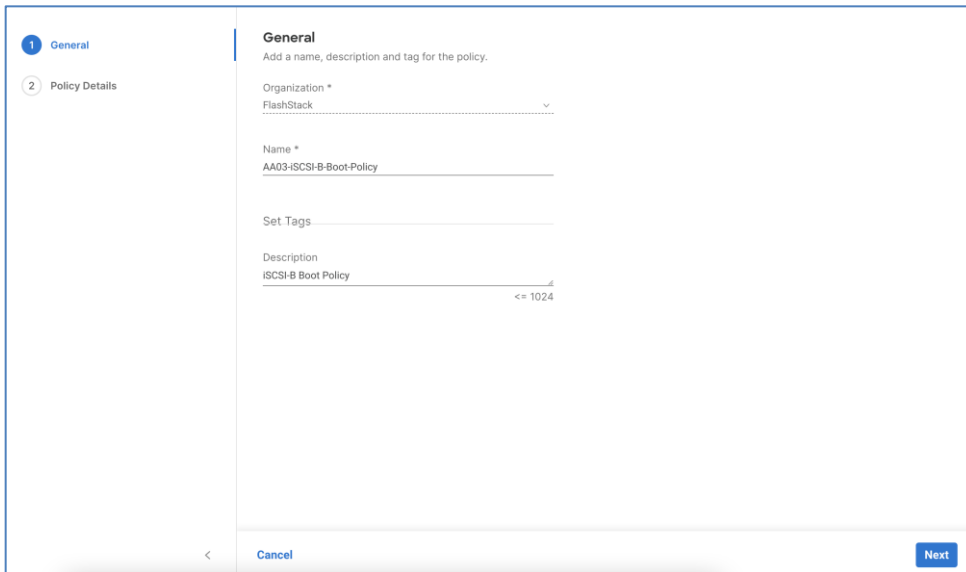 1 General
2 Policy Details
General
Add a name, description and tag for the policy.
Organization *
FlashStack
Name *
AA03-iSCSI-B-Boot-Policy
Set Tags
Description
iSCSI-B Boot Policy
<= 1024
<
Cancel
Next